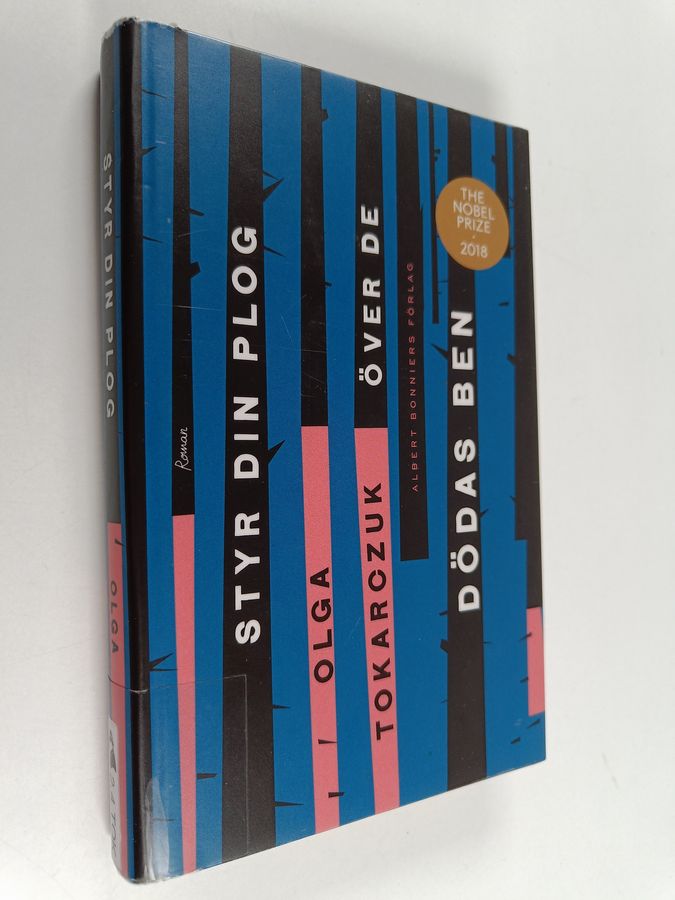 STYR DIN PLOG
OLGA
Roman
STYR DIN PLOG
ÖVER DE
DÖDAS BEN
OLGA
TOKARCZUK
ALBERT BONNIERS FÖRLAG
THE
NOBEL
PRIZE
2018